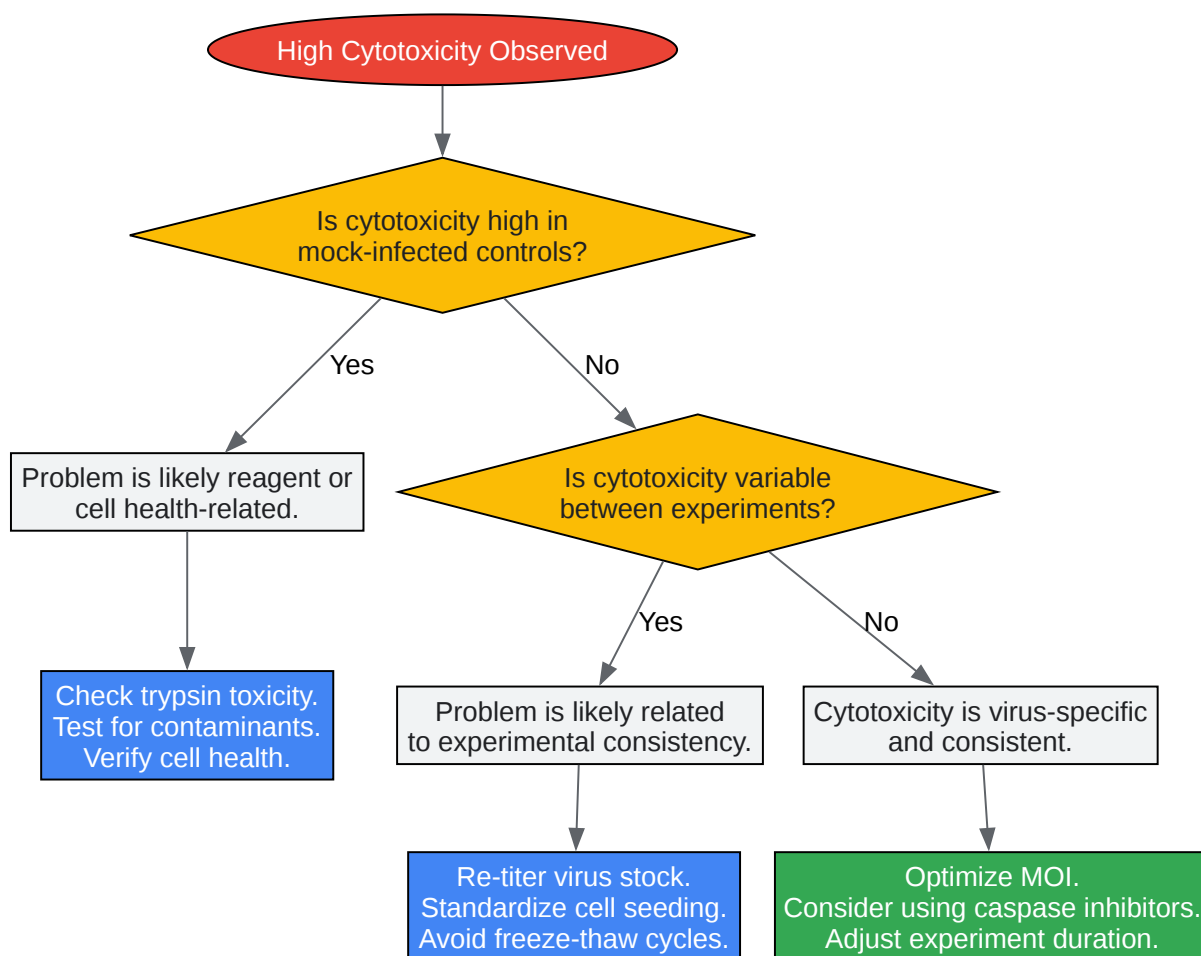 High Cytotoxicity Observed
Is cytotoxicity high in
mock-infected controls?
Yes
No
Problem is likely reagent or
cell health-related.
Is cytotoxicity variable
between experiments?
Yes
No
Check trypsin toxicity.
Test for contaminants.
Verify cell health.
Problem is likely related
to experimental consistency.
Cytotoxicity is virus-specific
and consistent.
Re-titer virus stock.
Standardize cell seeding.
Avoid freeze-thaw cycles.
Optimize MOI.
Consider using caspase inhibitors.
Adjust experiment duration.